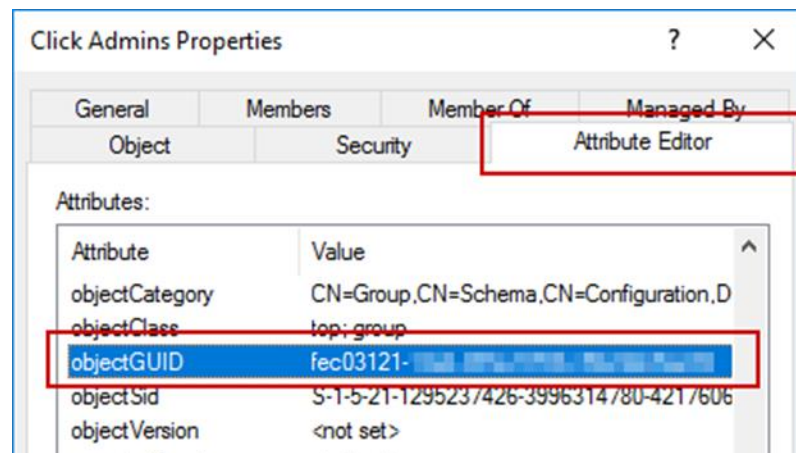 Click Admins Properties ? ×
General Members Member Of Managed By
Object Security Attribute Editor
Attributes:
Attribute Value
objectCategory CN=Group,CN=Schema,CN=Configuration,D
objectClass top; group
objectGUID fec03121-
objectSid S-1-5-21-1295237426-3996314780-4217606
objectVersion <not set>